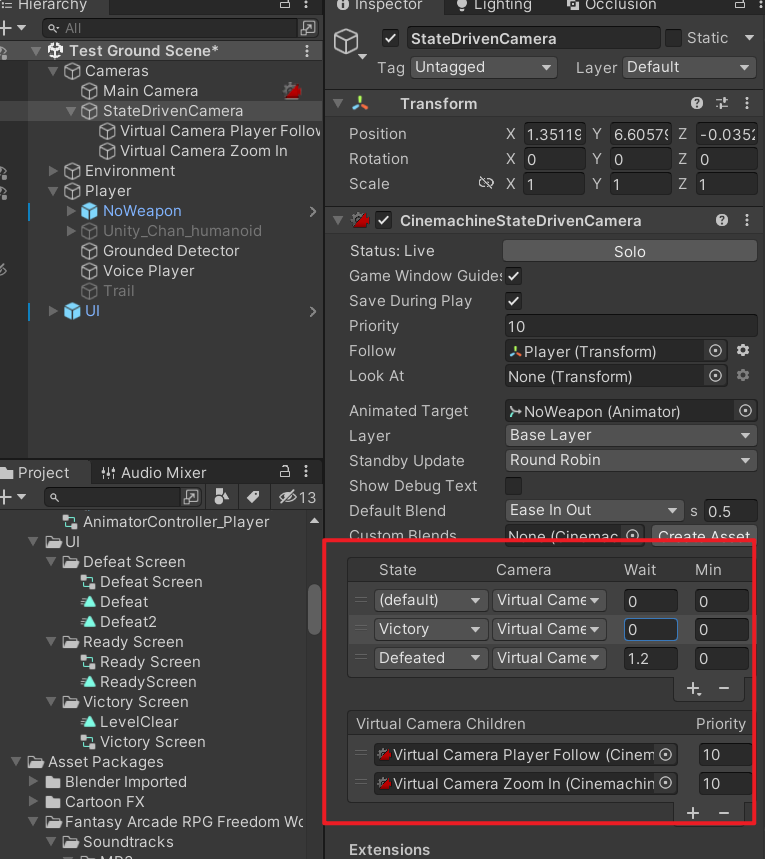 Hierarchy
All
Test Ground Scene*
Cameras
Main Camera
StateDrivenCamera
Virtual Camera Player Follow
Virtual Camera Zoom In
Environment
Player
NoWeapon
Unity_Chan_humanoid
Grounded Detector
Voice Player
Trail
UI
Project
Audio Mixer
13
AnimatorController_Player
UI
Defeat Screen
Defeat Screen
Defeat
Defeat2
Ready Screen
Ready Screen
ReadyScreen
Victory Screen
LevelClear
Victory Screen
Asset Packages
Blender Imported
Cartoon FX
Fantasy Arcade RPG Freedom Wo
Soundtracks
MP3
Inspector Lighting Occlusion
StateDrivenCamera Static
Tag Untagged Layer Default
Transform
Position X 1.35119 Y 6.60579 Z -0.0352
Rotation X 0 Y 0 Z 0
Scale X 1 Y 1 Z 1
CinemachineStateDrivenCamera
Status: Live Solo
Game Window Guides
Save During Play
Priority 10
Follow Player (Transform)
Look At None (Transform)
Animated Target NoWeapon (Animator)
Layer Base Layer
Standby Update Round Robin
Show Debug Text
Default Blend Ease In Out s 0.5
Custom Blends None (Cinemac Create Asset
State Camera Wait Min
(default) Virtual Came 0 0
Victory Virtual Came 0 0
Defeated Virtual Came 1.2 0
Virtual Camera Children Priority
Virtual Camera Player Follow (Cinem 10
Virtual Camera Zoom In (Cinemachin 10
Extensions